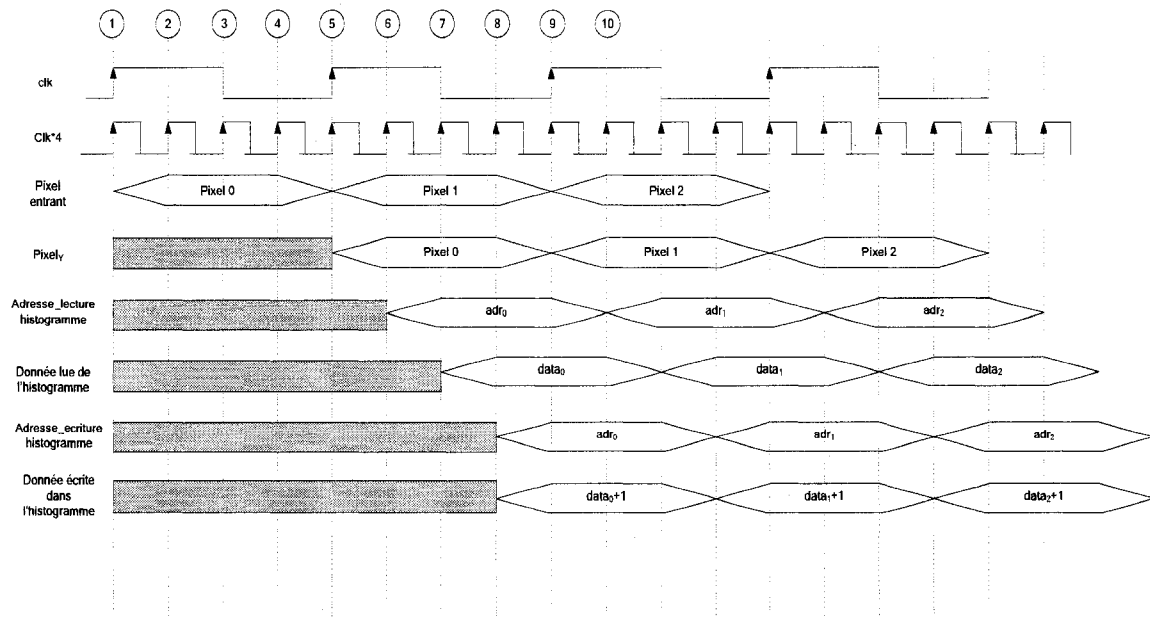 1 2 3 4 5 6 7 8 9 10
clk
Clk*4
Pixel
entrant
Pixel 0 Pixel 1 Pixel 2
Pixelᵧ
Pixel 0 Pixel 1 Pixel 2
Adresse_lecture
histogramme
adr₀ adr₁ adr₂
Donnée lue de
l'histogramme
data₀ data₁ data₂
Adresse_ecriture
histogramme
adr₀ adr₁ adr₂
Donnée écrite
dans
l'histogramme
data₀+1 data₁+1 data₂+1